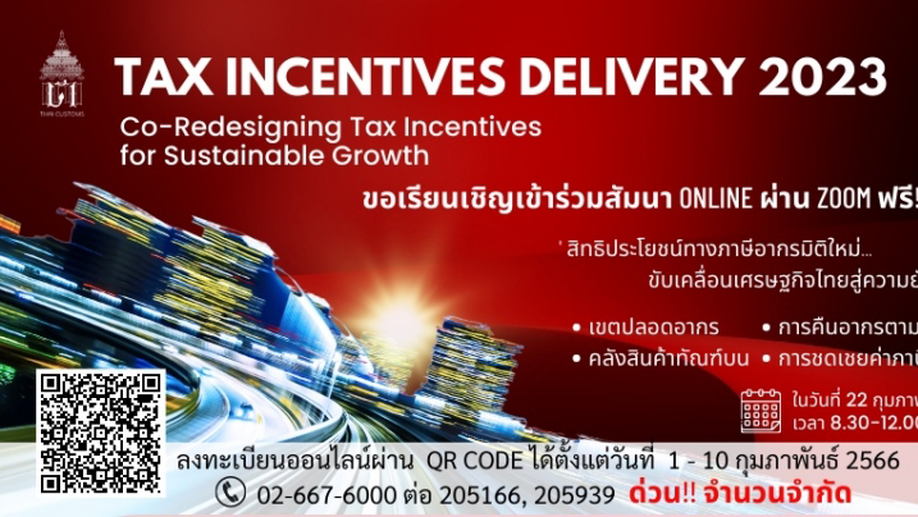 THAI CUSTOMS
TAX INCENTIVES DELIVERY 2023
Co-Redesigning Tax Incentives
for Sustainable Growth
ขอเรียนเชิญเข้าร่วมสัมนา ONLINE ผ่าน ZOOM ฟรี!
' สิทธิประโยชน์ทางภาษีอากรมิติใหม่...
ขับเคลื่อนเศรษฐกิจไทยสู่ความ
• เขตปลอดอากร • การคืนอากรตาม
• คลังสินค้าทัณฑ์บน • การชดเชยค่า
ในวันที่ 22
เวลา 8.30-12.00
ลงทะเบียนออนไลน์ผ่าน QR CODE ได้ตั้งแต่วันที่ 1 - 10 กุมภาพันธ์ 2566
02-667-6000 ต่อ 205166, 205939 ด่วน!! จำนวนจำกัด